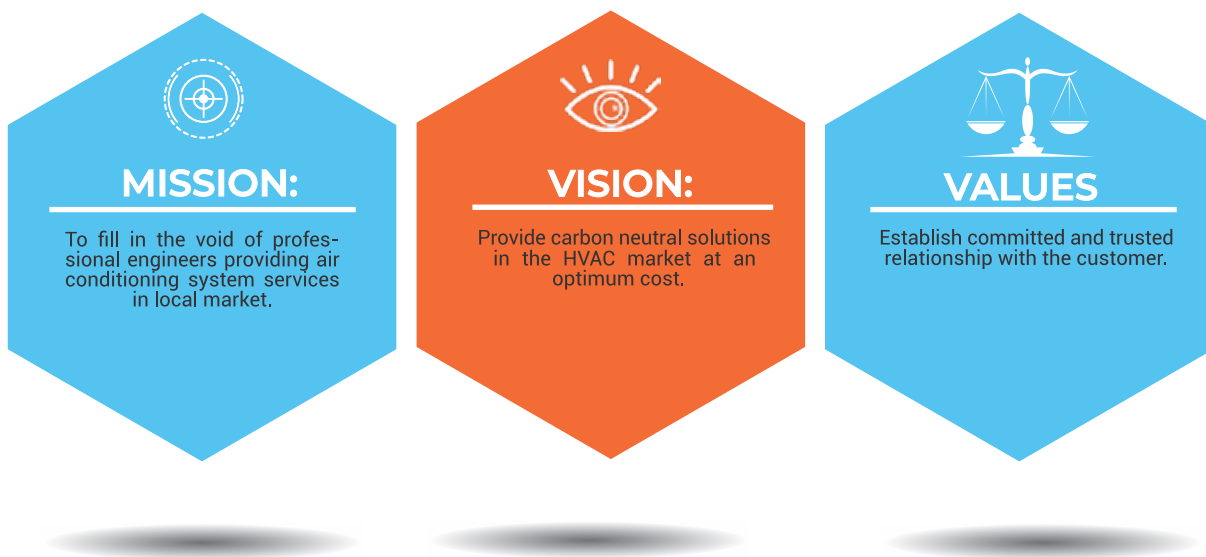 MISSION:
To fill in the void of profes-
sional engineers providing air
conditioning system services
in local market.
VISION:
Provide carbon neutral solutions
in the HVAC market at an
optimum cost.
VALUES
Establish committed and trusted
relationship with the customer.